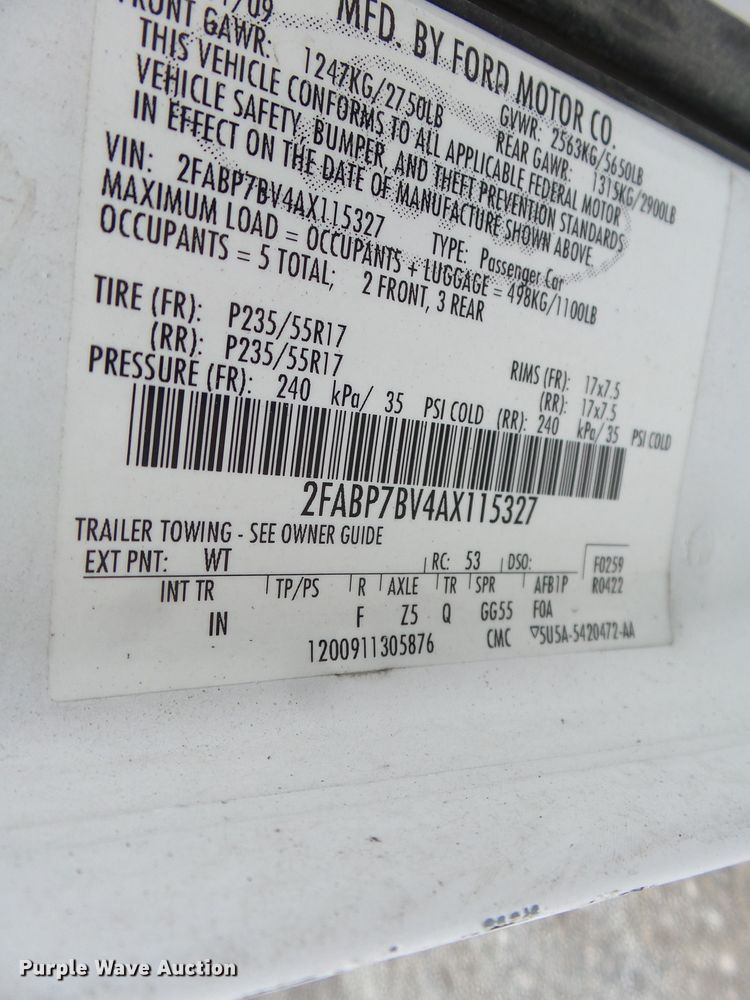 /09 MFD. BY FORD MOTOR CO.
FRONT GAWR: GVWR: 2563KG/5650LB
1247KG/2750LB REAR GAWR: 1315KG/2900LB
THIS VEHICLE CONFORMS TO ALL APPLICABLE FEDERAL MOTOR
VEHICLE SAFETY, BUMPER, AND THEFT PREVENTION STANDARDS
IN EFFECT ON THE DATE OF MANUFACTURE SHOWN ABOVE.
VIN: 2FABP7BV4AX115327 TYPE: Passenger Car
MAXIMUM LOAD = OCCUPANTS + LUGGAGE = 498KG/1100LB
OCCUPANTS = 5 TOTAL; 2 FRONT, 3 REAR
TIRE (FR): P235/55R17 RIMS (FR): 17x7.5
(RR): P235/55R17 (RR): 17x7.5
PRESSURE (FR): 240 kPa/ 35 PSI COLD (RR): 240 kPa/ 35 PSI COLD
2FABP7BV4AX115327
TRAILER TOWING - SEE OWNER GUIDE
EXT PNT: WT RC: 53 DSO: F0259
INT TR TP/PS R AXLE TR SPR AFB1P R0422
IN F Z5 Q GG55 FOA
1200911305876 CMC ▽5U5A-5420472-AA
Purple Wave Auction